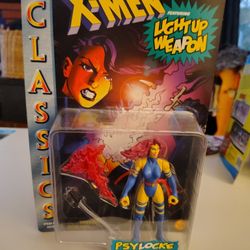 X-MEN
CLASSICS
FEATURING
LIGHT UP
WEAPON
PSYLOCKE